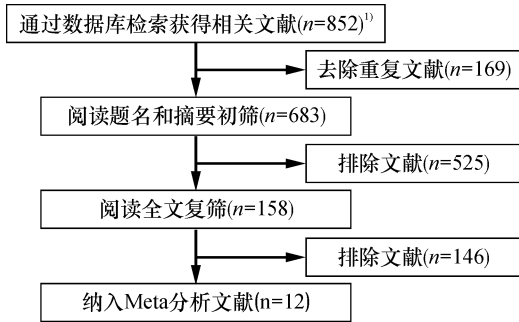 通过数据库检索获得相关文献(n=852)¹⁾
去除重复文献(n=169)
阅读题名和摘要初筛(n=683)
排除文献(n=525)
阅读全文复筛(n=158)
排除文献(n=146)
纳入Meta分析文献(n=12)